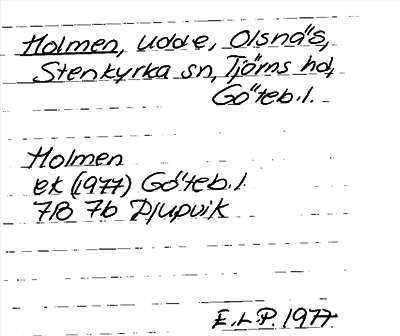 Holmen, udde, Olsnäs,
Stenkyrka sn, Tjörns hd,
Göteb.l.
Holmen
ek (1977) Göteb.l.
7B 7b Djupvik
E.L.P. 1977